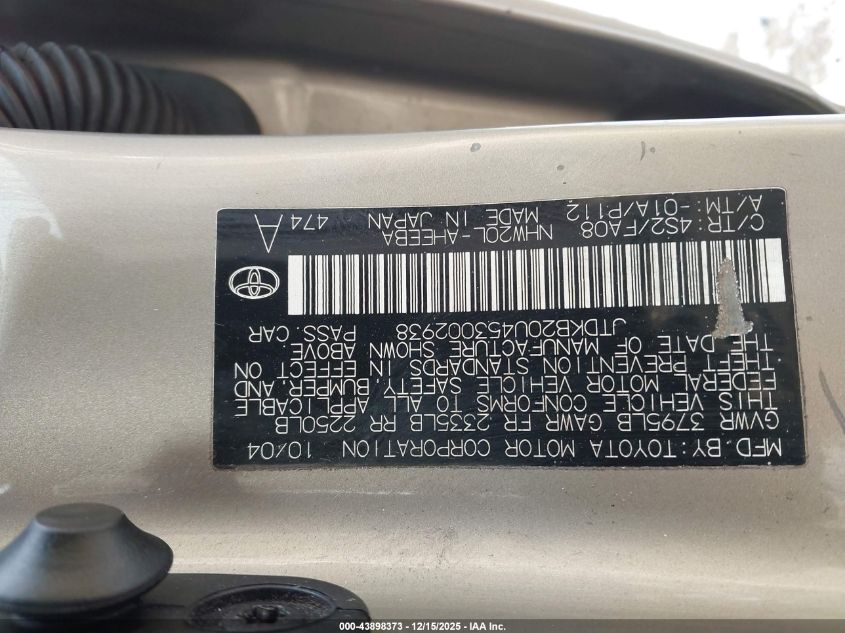 MFD.BY:TOYOTA MOTOR CORPORATION 10/04
GVWR 3795LB GAWR FR 2335LB RR 2250LB
THIS VEHICLE CONFORMS TO ALL APPLICABLE
FEDERAL MOTOR VEHICLE SAFETY, BUMPER, AND
THEFT PREVENTION STANDARDS IN EFFECT ON
THE DATE OF MANUFACTURE SHOWN ABOVE.
JTDKB20U453002938 PASS. CAR
C/TR: 4S2/FA08 NHW20L-AHEEBA
A/TM: -01A/P112 MADE IN JAPAN 474 A
000-43898373 - 12/15/2025 - IAA Inc.